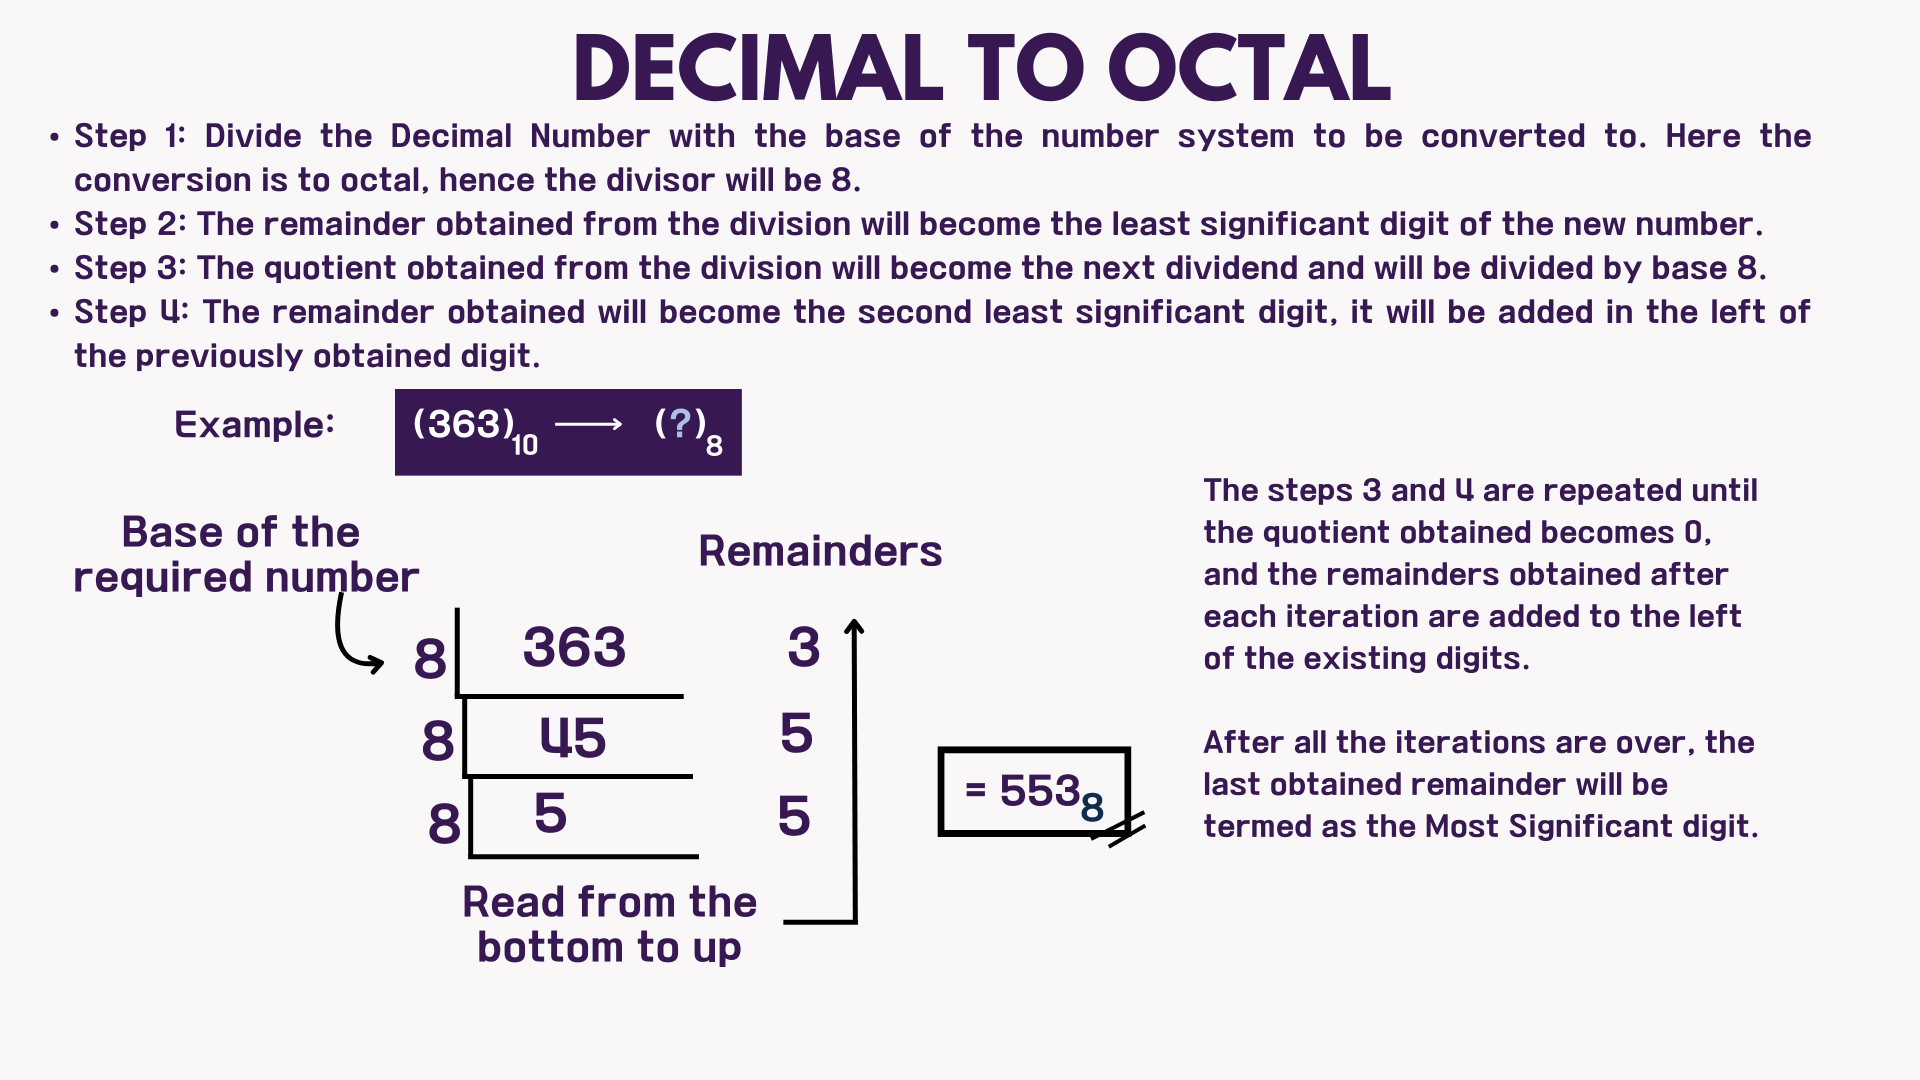 DECIMAL TO OCTAL
• Step 1: Divide the Decimal Number with the base of the number system to be converted to. Here the
conversion is to octal, hence the divisor will be 8.
• Step 2: The remainder obtained from the division will become the least significant digit of the new number.
• Step 3: The quotient obtained from the division will become the next dividend and will be divided by base 8.
• Step 4: The remainder obtained will become the second least significant digit, it will be added in the left of
the previously obtained digit.
Example: (363)10 ⟶ (?)8
Base of the
required number
Remainders
8 363 3
8 45 5
8 5 5
Read from the
bottom to up
= 5538
The steps 3 and 4 are repeated until
the quotient obtained becomes 0,
and the remainders obtained after
each iteration are added to the left
of the existing digits.
After all the iterations are over, the
last obtained remainder will be
termed as the Most Significant digit.